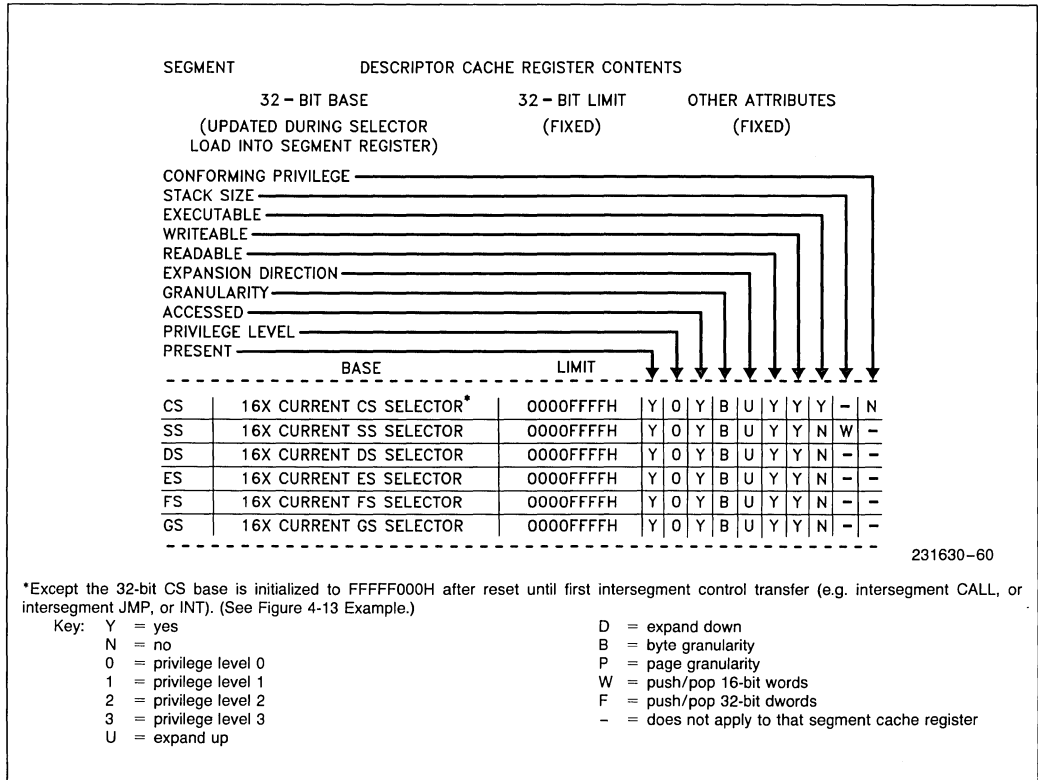 SEGMENT DESCRIPTOR CACHE REGISTER CONTENTS
32 – BIT BASE 32 – BIT LIMIT OTHER ATTRIBUTES
(UPDATED DURING SELECTOR (FIXED) (FIXED)
LOAD INTO SEGMENT REGISTER)
CONFORMING PRIVILEGE
STACK SIZE
EXECUTABLE
WRITEABLE
READABLE
EXPANSION DIRECTION
GRANULARITY
ACCESSED
PRIVILEGE LEVEL
PRESENT
BASE LIMIT
CS 16X CURRENT CS SELECTOR* 0000FFFFH Y 0 Y B U Y Y Y – N
SS 16X CURRENT SS SELECTOR 0000FFFFH Y 0 Y B U Y Y N W –
DS 16X CURRENT DS SELECTOR 0000FFFFH Y 0 Y B U Y Y N – –
ES 16X CURRENT ES SELECTOR 0000FFFFH Y 0 Y B U Y Y N – –
FS 16X CURRENT FS SELECTOR 0000FFFFH Y 0 Y B U Y Y N – –
GS 16X CURRENT GS SELECTOR 0000FFFFH Y 0 Y B U Y Y N – –
231630–60
*Except the 32-bit CS base is initialized to FFFFF000H after reset until first intersegment control transfer (e.g. intersegment CALL, or
intersegment JMP, or INT). (See Figure 4-13 Example.)
Key: Y = yes
N = no
0 = privilege level 0
1 = privilege level 1
2 = privilege level 2
3 = privilege level 3
U = expand up
D = expand down
B = byte granularity
P = page granularity
W = push/pop 16-bit words
F = push/pop 32-bit dwords
– = does not apply to that segment cache register